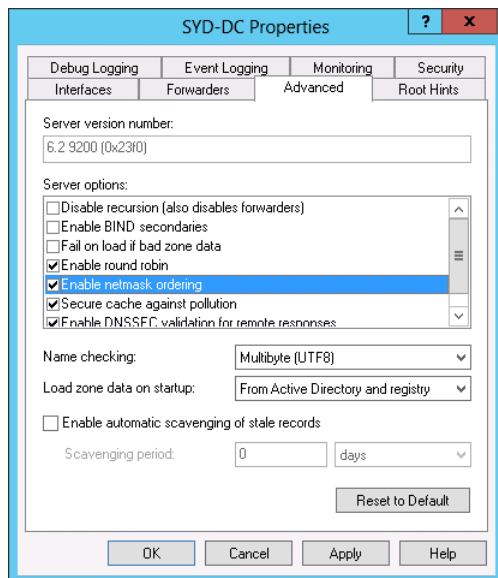 SYD-DC Properties
?
x
Debug Logging Event Logging Monitoring Security
Interfaces Forwarders Advanced Root Hints
Server version number:
6.2 9200 (0x23f0)
Server options:
Disable recursion (also disables forwarders)
Enable BIND secondaries
Fail on load if bad zone data
Enable round robin
Enable netmask ordering
Secure cache against pollution
Enable DNSSEC validation for remote responses
Name checking: Multibyte (UTF8)
Load zone data on startup: From Active Directory and registry
Enable automatic scavenging of stale records
Scavenging period: 0 days
Reset to Default
OK Cancel Apply Help